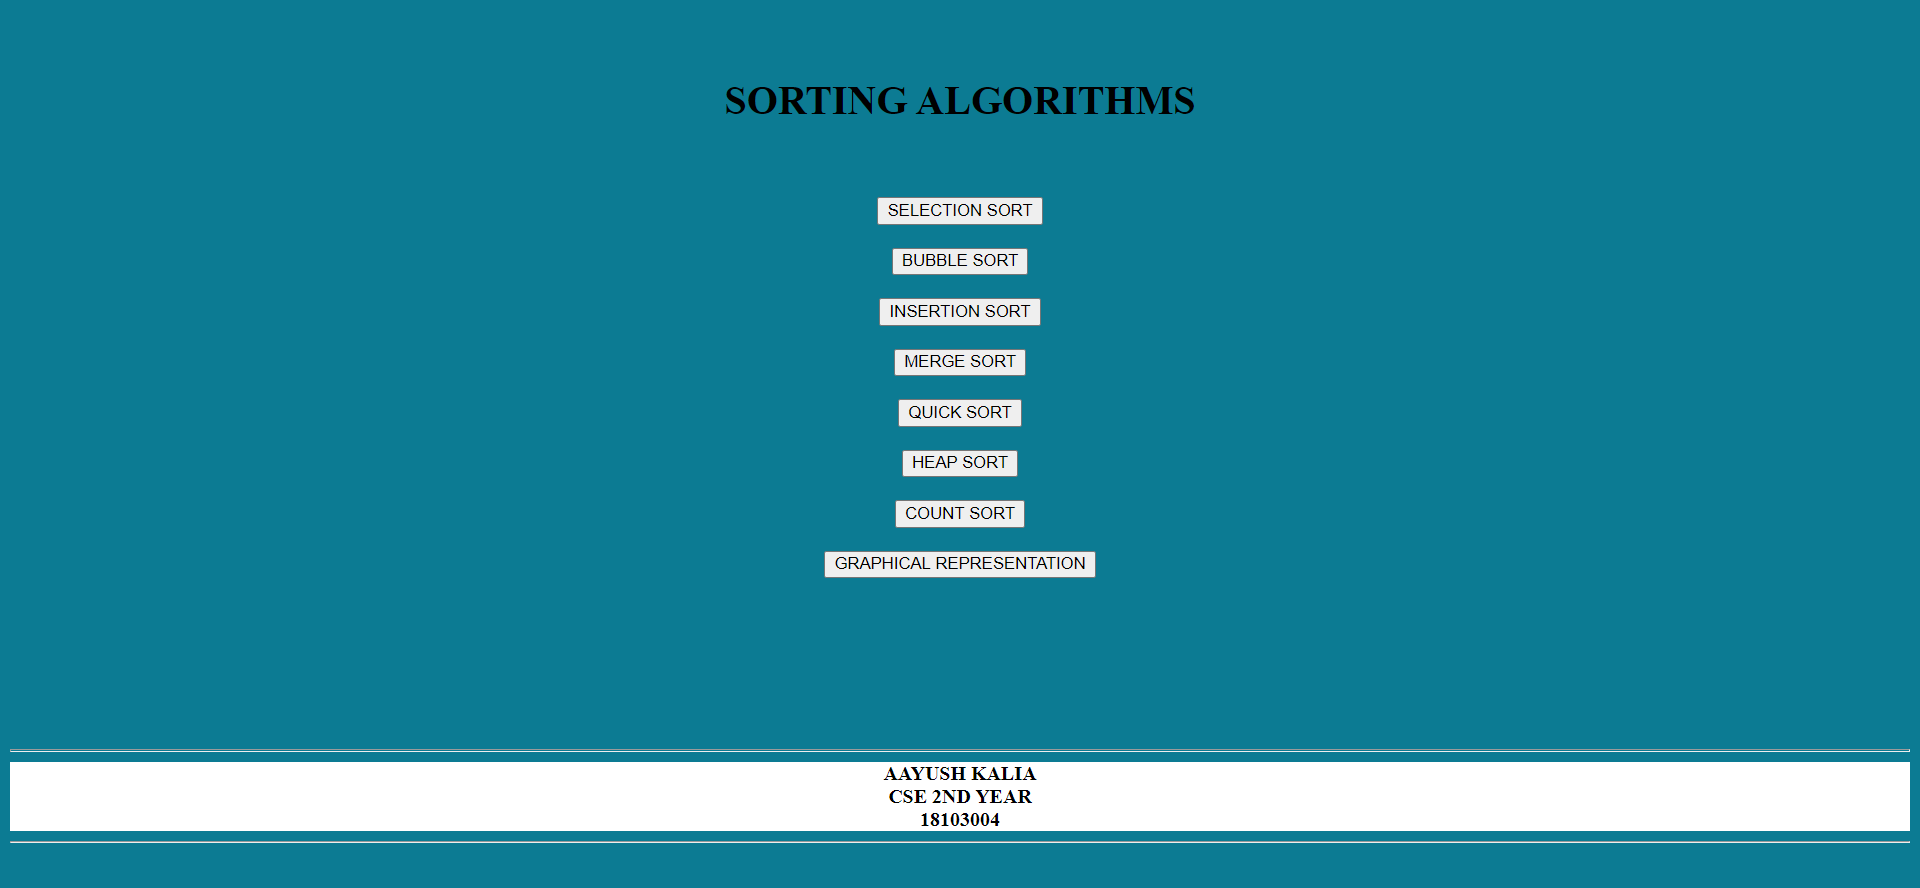 SORTING ALGORITHMS
SELECTION SORT
BUBBLE SORT
INSERTION SORT
MERGE SORT
QUICK SORT
HEAP SORT
COUNT SORT
GRAPHICAL REPRESENTATION
AAYUSH KALIA
CSE 2ND YEAR
18103004